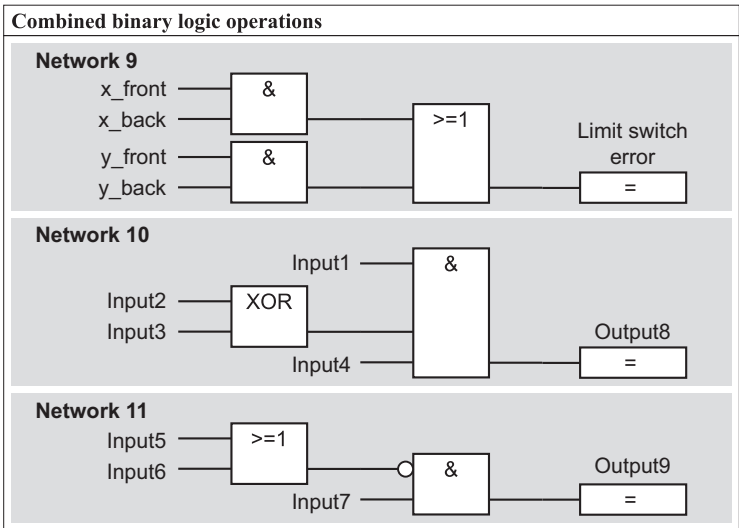 Combined binary logic operations
Network 9
x_front
&
x_back
>=1
Limit switch
error
y_front
&
y_back
=
Network 10
Input1
&
Input2
XOR
Input3
Output8
Input4
=
Network 11
Input5
>=1
Input6
&
Output9
Input7
=